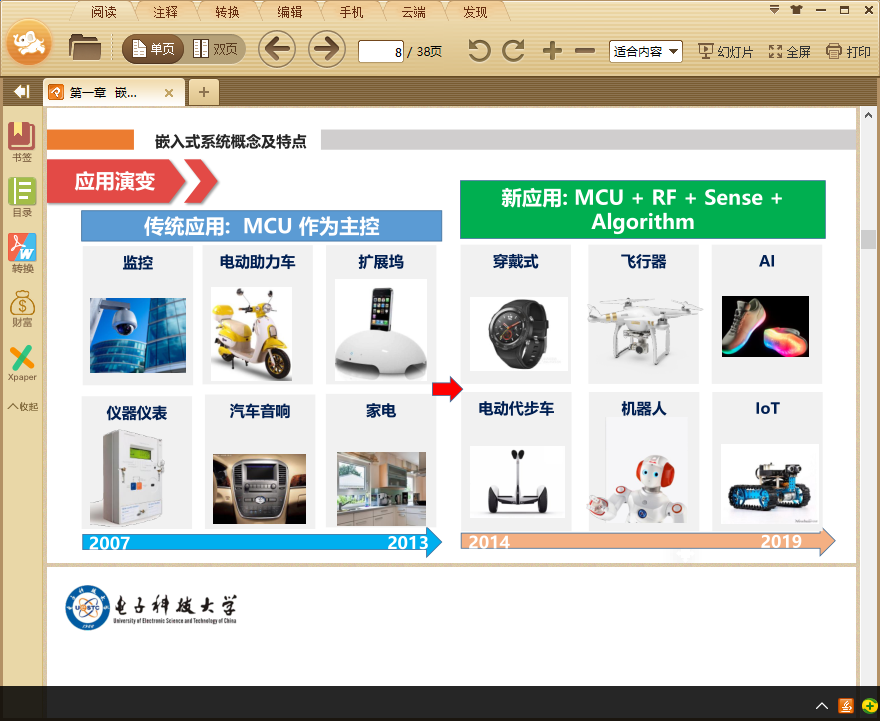 阅读 注释 转换 编辑 手机 云端 发现
单页 双页 8 / 38页 适合内容 幻灯片 全屏 打印
第一章 嵌...
书签
目录
转换
财富
Xpaper
收起
嵌入式系统概念及特点
应用演变
传统应用: MCU 作为主控
新应用: MCU + RF + Sense +
Algorithm
监控 电动助力车 扩展坞
穿戴式 飞行器 AI
仪器仪表 汽车音响 家电
电动代步车 机器人 IoT
2007 2013 2014 2019
电子科技大学
University of Electronic Science and Technology of China